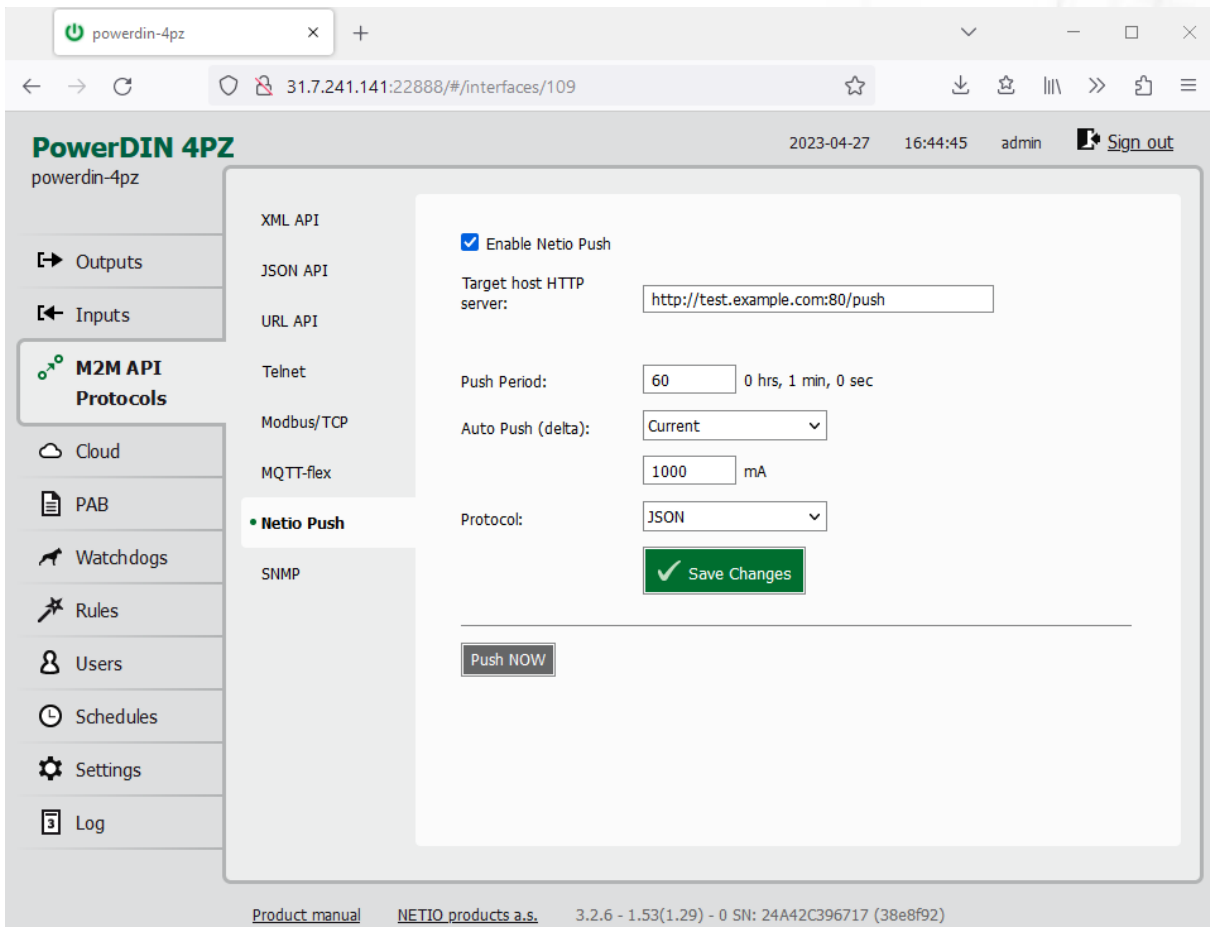 powerdin-4pz
31.7.241.141:22888/#/interfaces/109
PowerDIN 4PZ
2023-04-27 16:44:45 admin Sign out
powerdin-4pz
Outputs
Inputs
M2M API
Protocols
Cloud
PAB
Watchdogs
Rules
Users
Schedules
Settings
3 Log
XML API
JSON API
URL API
Telnet
Modbus/TCP
MQTT-flex
• Netio Push
SNMP
Enable Netio Push
Target host HTTP
server:
http://test.example.com:80/push
Push Period: 60 0 hrs, 1 min, 0 sec
Auto Push (delta): Current
1000 mA
Protocol: JSON
Save Changes
Push NOW
Product manual NETIO products a.s. 3.2.6 - 1.53(1.29) - 0 SN: 24A42C396717 (38e8f92)